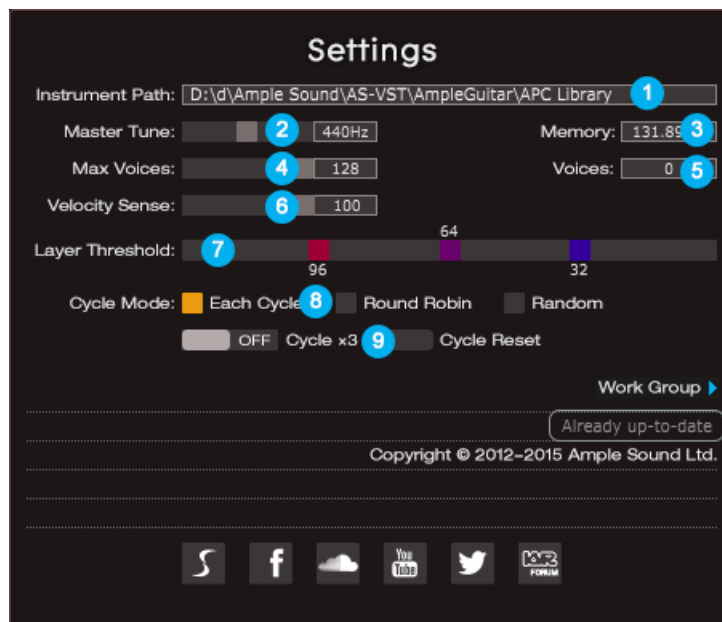 Settings
Instrument Path: D:\d\Ample Sound\AS-VST\AmpleGuitar\APC Library 1
Master Tune: 2 440Hz Memory: 131.89 3
Max Voices: 4 128 Voices: 0 5
Velocity Sense: 6 100
64
Layer Threshold: 7
96 32
Cycle Mode: Each Cycle 8 Round Robin Random
OFF Cycle ×3 9 Cycle Reset
Work Group
Already up-to-date
Copyright © 2012–2015 Ample Sound Ltd.
f You Tube FORUM